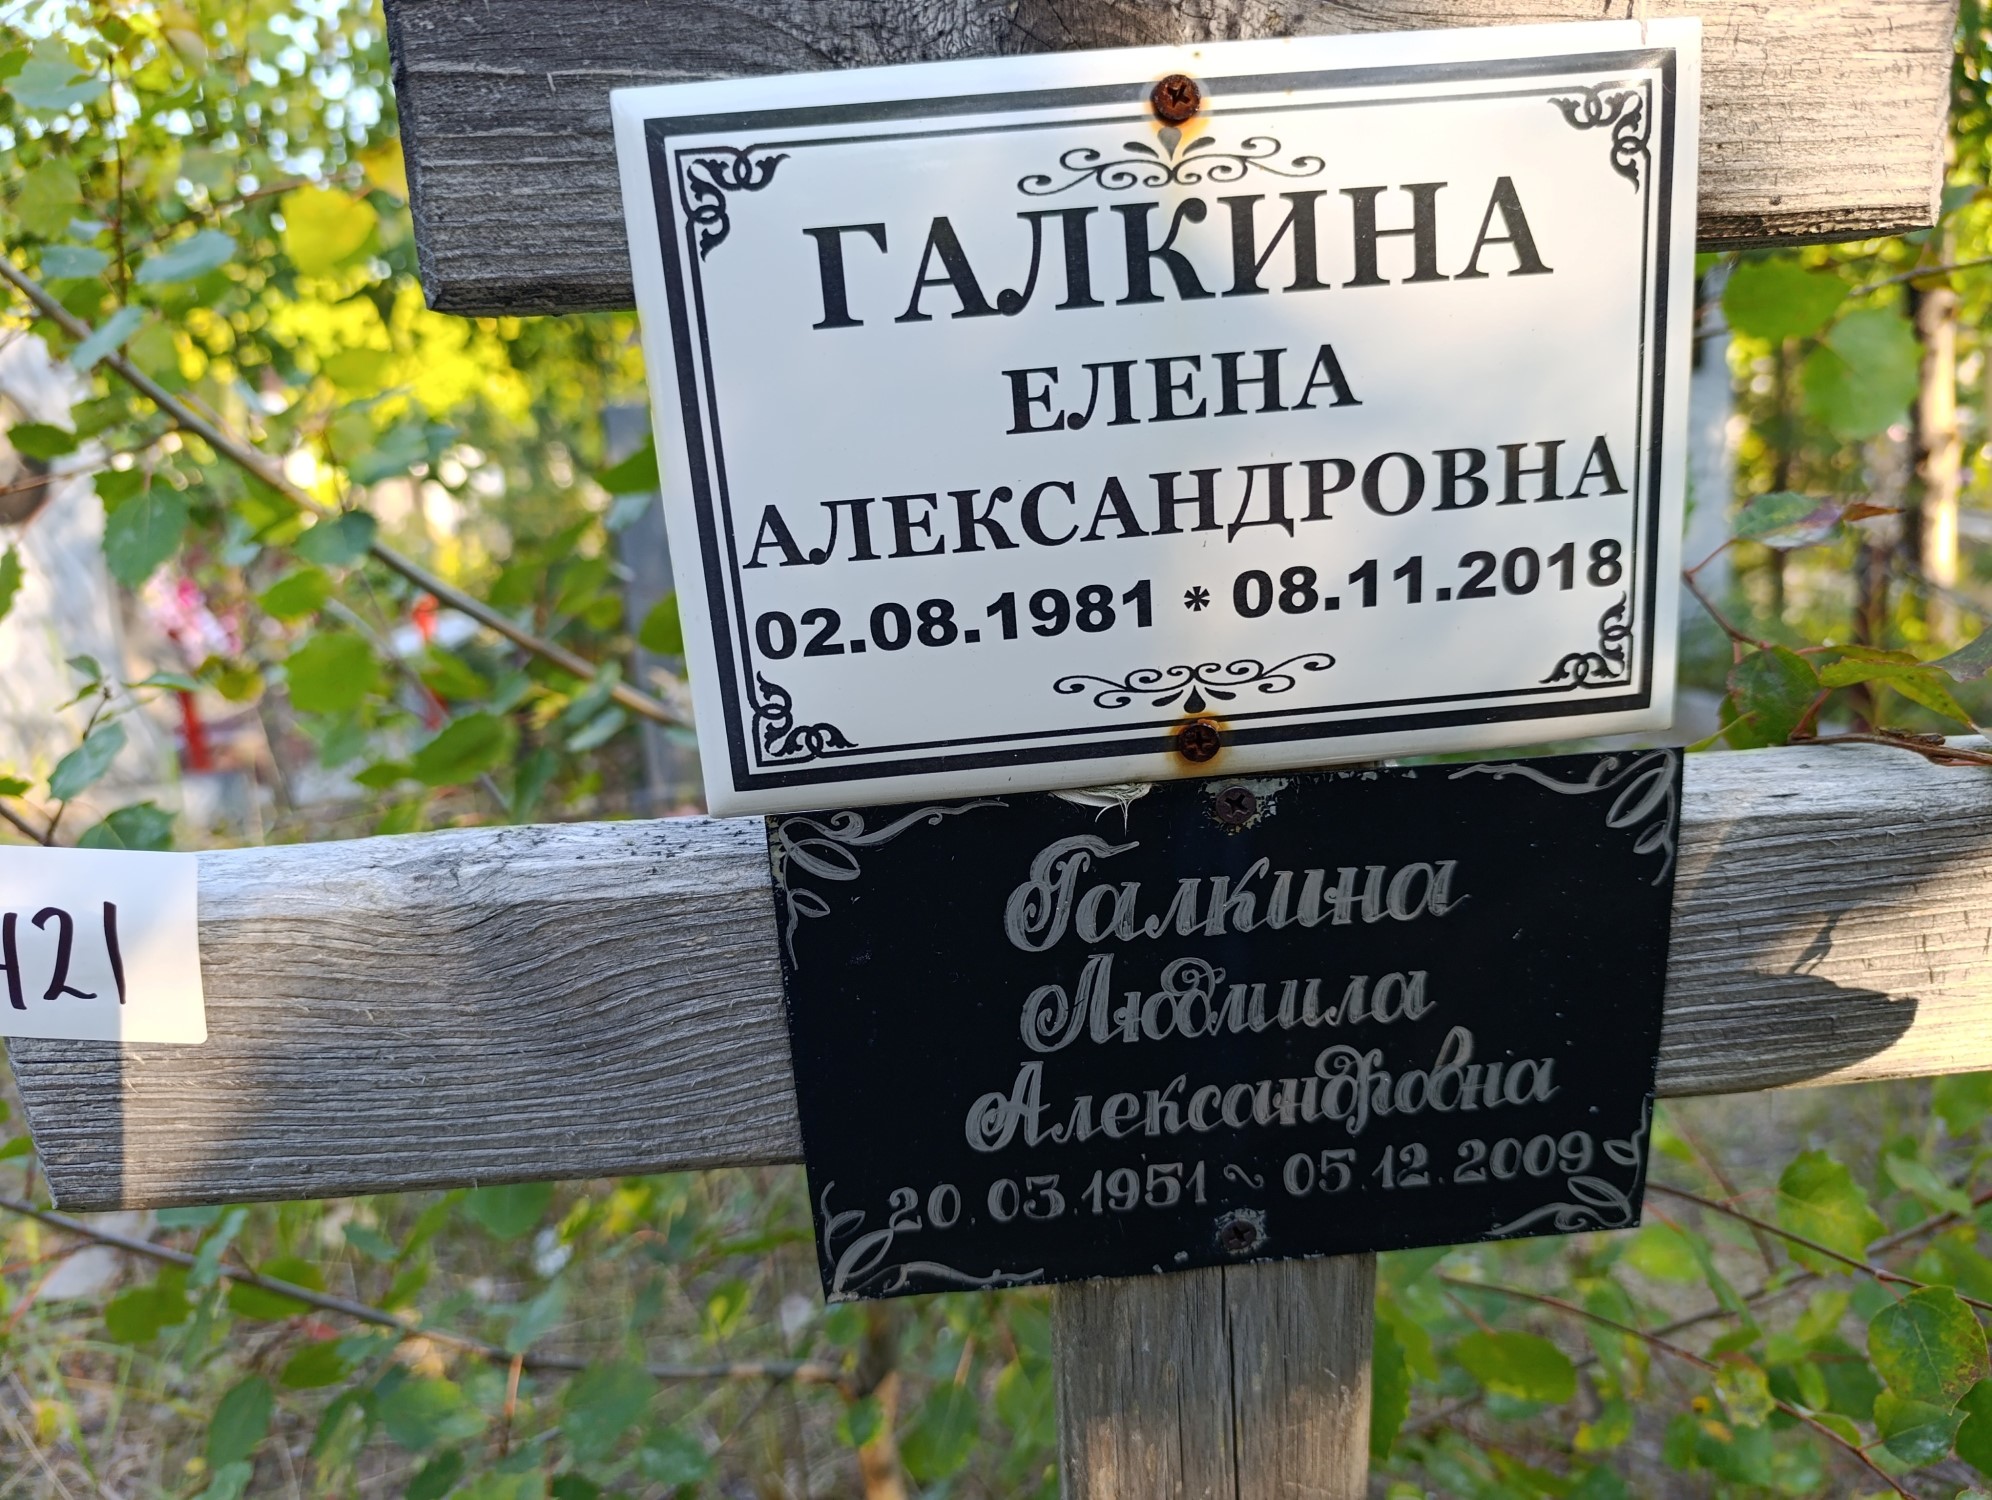 ГАЛКИНА
ЕЛЕНА
АЛЕКСАНДРОВНА
02.08.1981 * 08.11.2018
Галкина
Людмила
Александровна
20.03.1951 ~ 05.12.2009
421